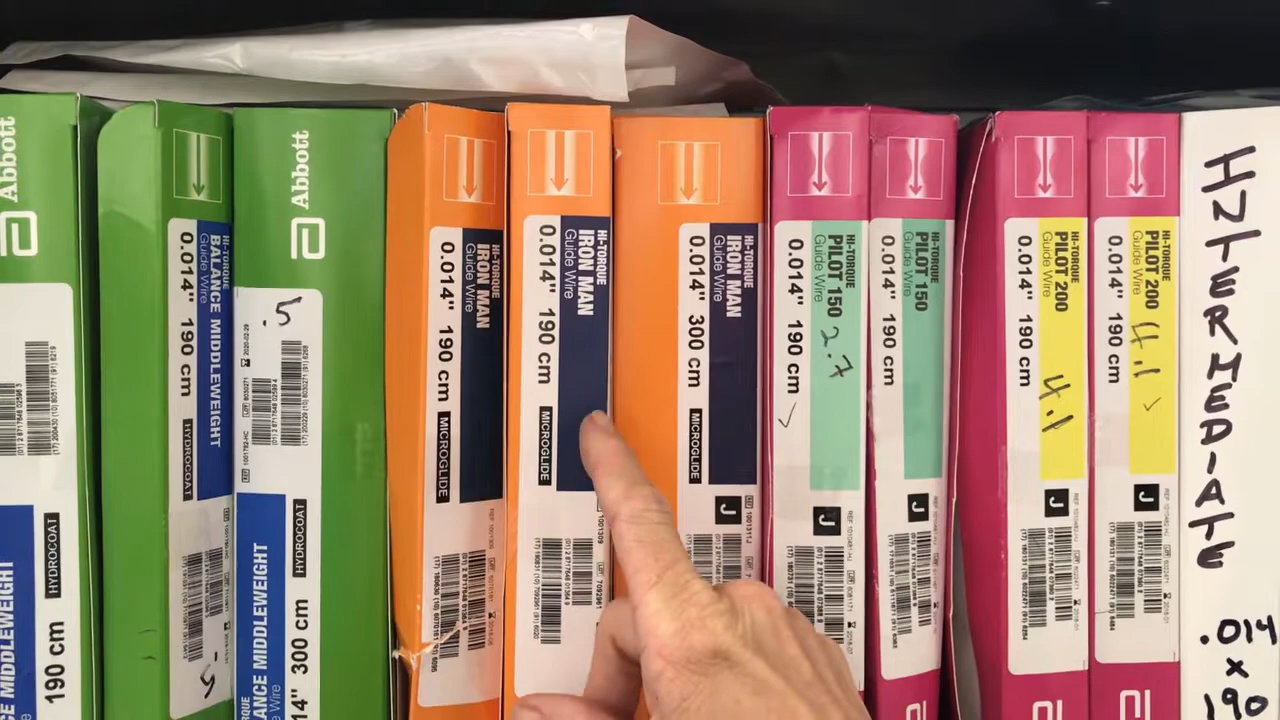 Abbott
HYDROCOAT
190 cm
HI-TORQUE
BALANCE MIDDLEWEIGHT
Guide Wire
0.014" 190 cm
HYDROCOAT
.5
Abbott
.5
HYDROCOAT
BALANCE MIDDLEWEIGHT
300 cm
HI-TORQUE
IRON MAN
Guide Wire
0.014" 190 cm
MICROGLIDE
HI-TORQUE
IRON MAN
Guide Wire
0.014" 190 cm
MICROGLIDE
HI-TORQUE
IRON MAN
Guide Wire
0.014" 300 cm
MICROGLIDE
J
HI-TORQUE
PILOT 150
Guide Wire
2.7
0.014" 190 cm
J
HI-TORQUE
PILOT 150
Guide Wire
0.014" 190 cm
J
HI-TORQUE
PILOT 200
Guide Wire
4.1
0.014" 190 cm
J
HI-TORQUE
PILOT 200
Guide Wire
4.1
0.014" 190 cm
J
INTERMEDIATE
.014
x
190